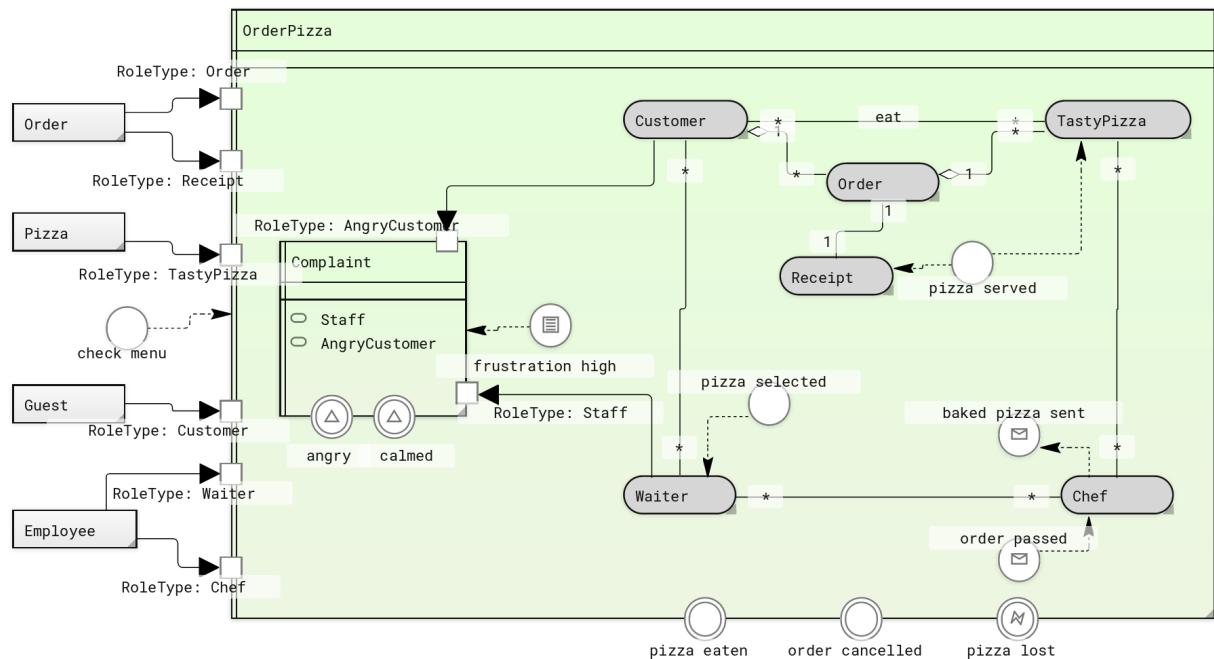 OrderPizza
RoleType: Order
Order
RoleType: Receipt
Pizza
RoleType: TastyPizza
check menu
Guest
RoleType: Customer
RoleType: Waiter
Employee
RoleType: Chef
RoleType: AngryCustomer
Complaint
Staff
AngryCustomer
frustration high
RoleType: Staff
angry
calmed
Customer
*
eat
*
TastyPizza
1
*
*
Order
1
*
*
1
1
Receipt
pizza served
pizza selected
baked pizza sent
*
*
Waiter
*
*
Chef
order passed
pizza eaten
order cancelled
pizza lost